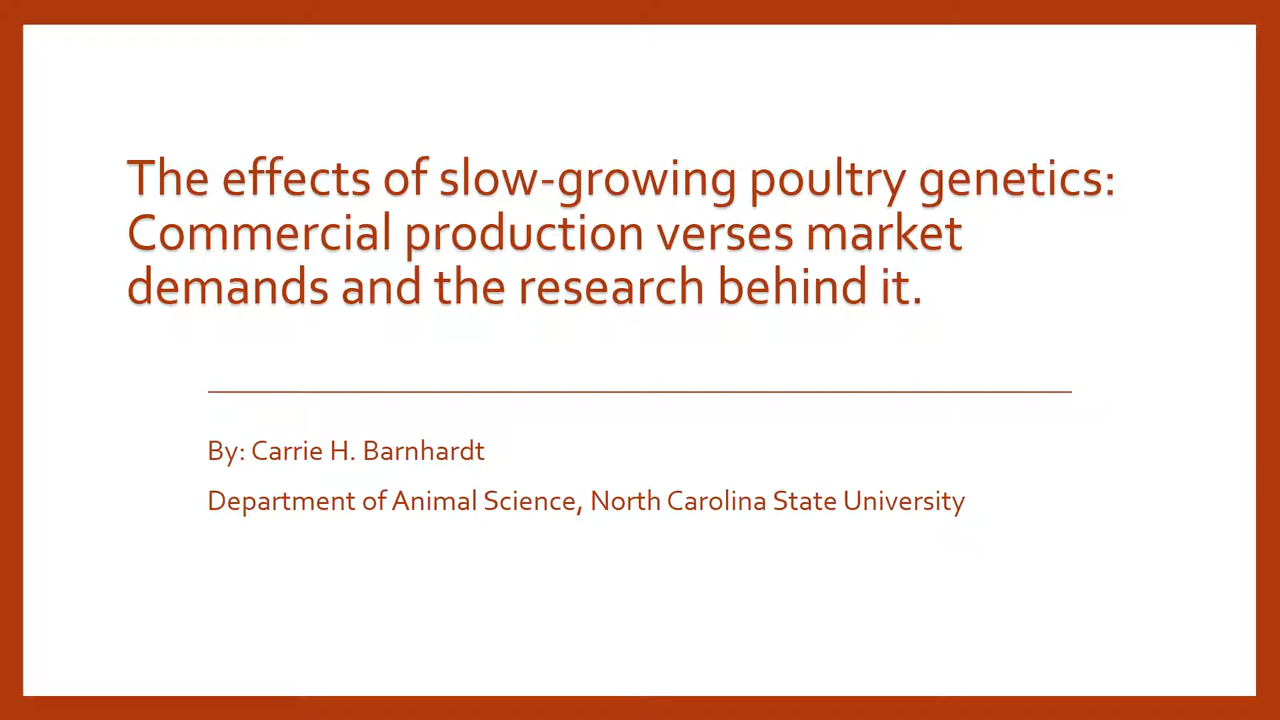 The effects of slow-growing poultry genetics:
Commercial production verses market
demands and the research behind it.
By: Carrie H. Barnhardt
Department of Animal Science, North Carolina State University